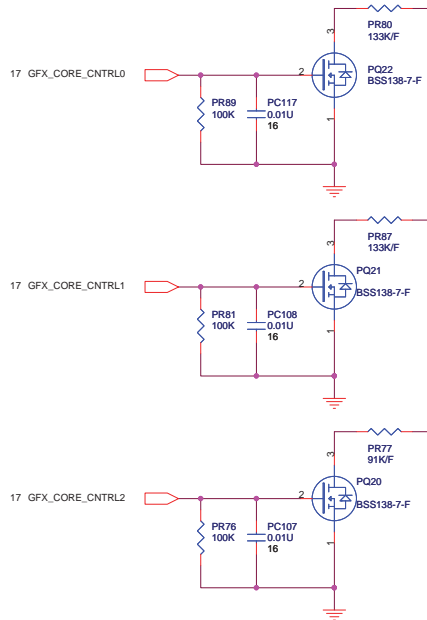 PR80
133K/F
3
17 GFX_CORE_CNTRL0
2
PQ22
BSS138-7-F
PR89
100K
PC117
0.01U
16
1
PR87
133K/F
3
17 GFX_CORE_CNTRL1
2
PQ21
BSS138-7-F
PR81
100K
PC108
0.01U
16
1
PR77
91K/F
3
17 GFX_CORE_CNTRL2
2
PQ20
BSS138-7-F
PR76
100K
PC107
0.01U
16
1